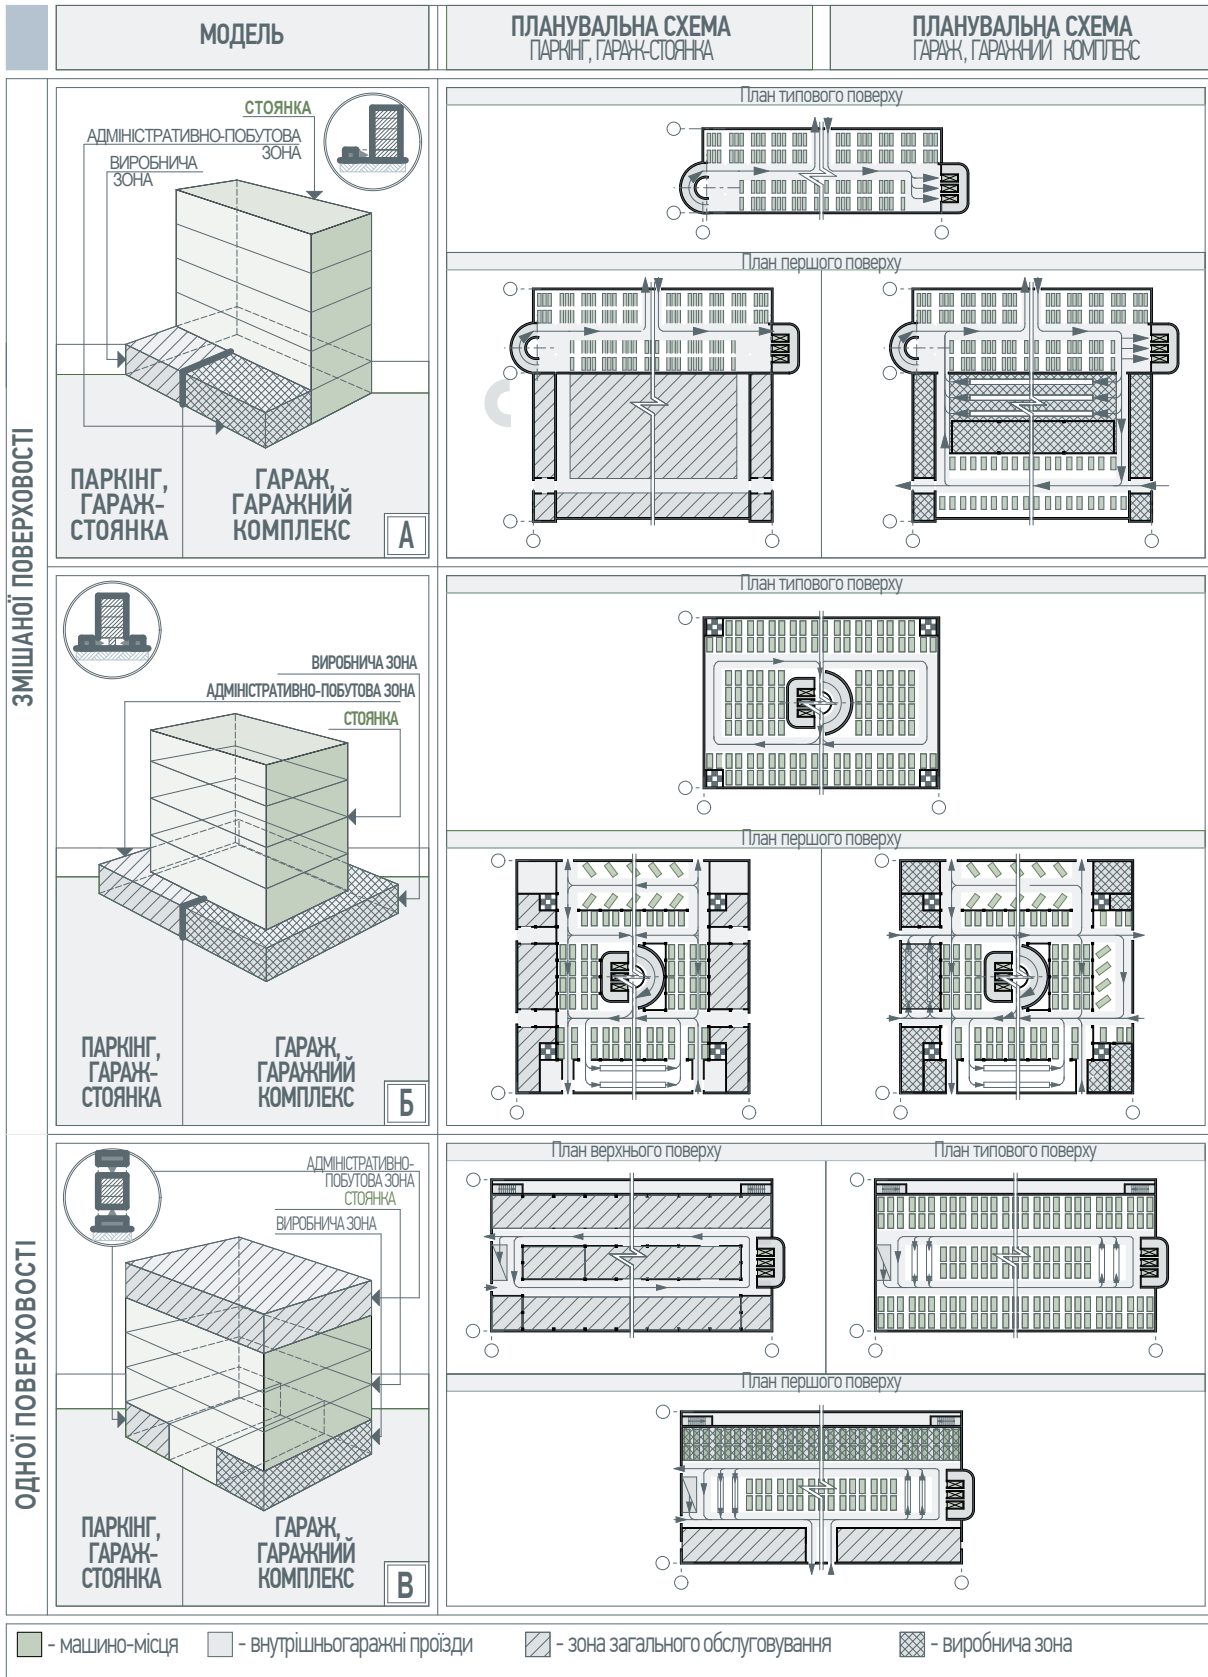 МОДЕЛЬ
ПЛАНУВАЛЬНА СХЕМА
ПАРКІНГ, ГАРАЖ-СТОЯНКА
ПЛАНУВАЛЬНА СХЕМА
ГАРАЖ, ГАРАЖНИЙ КОМПЛЕКС
ЗМІШАНОЇ ПОВЕРХОВОСТІ
СТОЯНКА
АДМІНІСТРАТИВНО-ПОБУТОВА
ЗОНА
ВИРОБНИЧА
ЗОНА
ПАРКІНГ,
ГАРАЖ-
СТОЯНКА
ГАРАЖ,
ГАРАЖНИЙ
КОМПЛЕКС
А
План типового поверху
План першого поверху
ВИРОБНИЧА ЗОНА
АДМІНІСТРАТИВНО-ПОБУТОВА ЗОНА
СТОЯНКА
ПАРКІНГ,
ГАРАЖ-
СТОЯНКА
ГАРАЖ,
ГАРАЖНИЙ
КОМПЛЕКС
Б
План типового поверху
План першого поверху
ОДНОЇ ПОВЕРХОВОСТІ
АДМІНІСТРАТИВНО-
ПОБУТОВА ЗОНА
СТОЯНКА
ВИРОБНИЧА ЗОНА
ПАРКІНГ,
ГАРАЖ-
СТОЯНКА
ГАРАЖ,
ГАРАЖНИЙ
КОМПЛЕКС
В
План верхнього поверху
План типового поверху
План першого поверху
- машино-місця
- внутрішньогаражні проїзди
- зона загального обслуговування
- виробнича зона